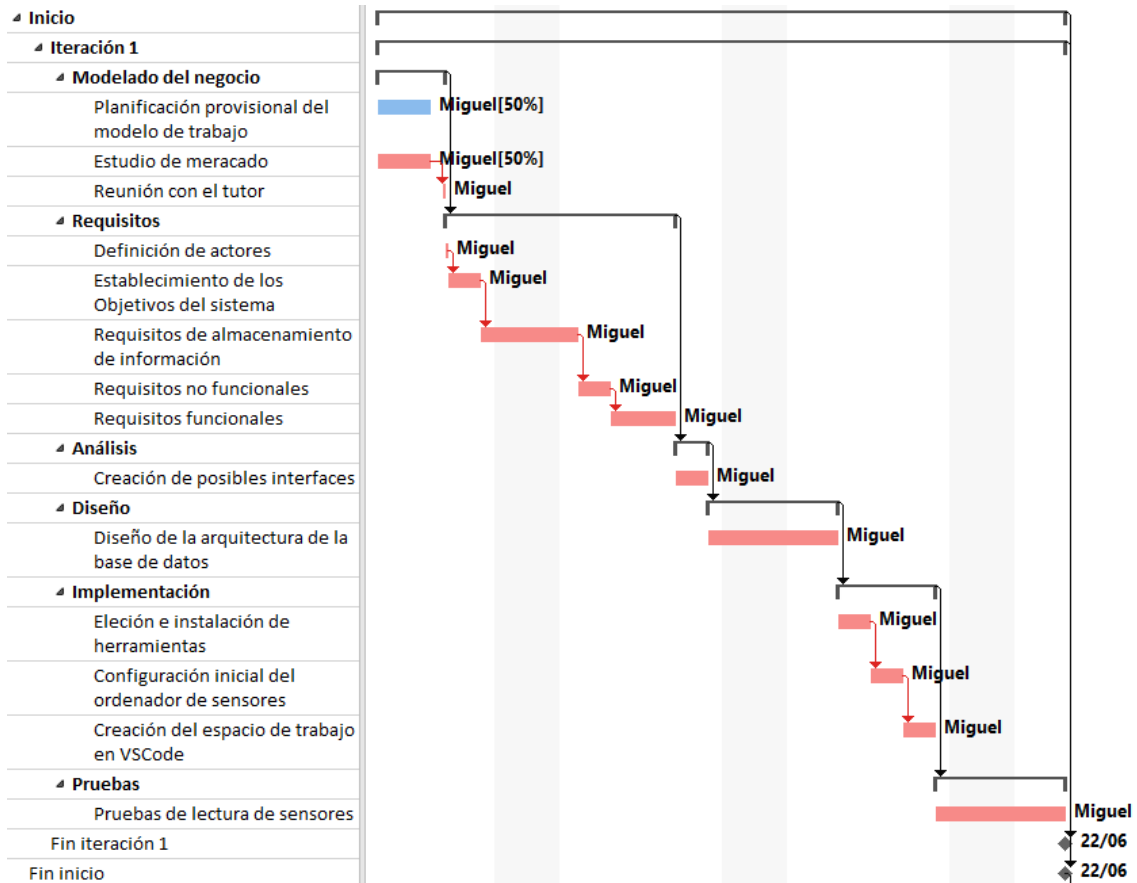 Inicio
Iteración 1
Modelado del negocio
Planificación provisional del
modelo de trabajo
Miguel[50%]
Estudio de meracado
Miguel[50%]
Reunión con el tutor
Miguel
Requisitos
Definición de actores
Miguel
Establecimiento de los
Objetivos del sistema
Miguel
Requisitos de almacenamiento
de información
Miguel
Requisitos no funcionales
Miguel
Requisitos funcionales
Miguel
Análisis
Creación de posibles interfaces
Miguel
Diseño
Diseño de la arquitectura de la
base de datos
Miguel
Implementación
Eleción e instalación de
herramientas
Miguel
Configuración inicial del
ordenador de sensores
Miguel
Creación del espacio de trabajo
en VSCode
Miguel
Pruebas
Pruebas de lectura de sensores
Miguel
Fin iteración 1
22/06
Fin inicio
22/06